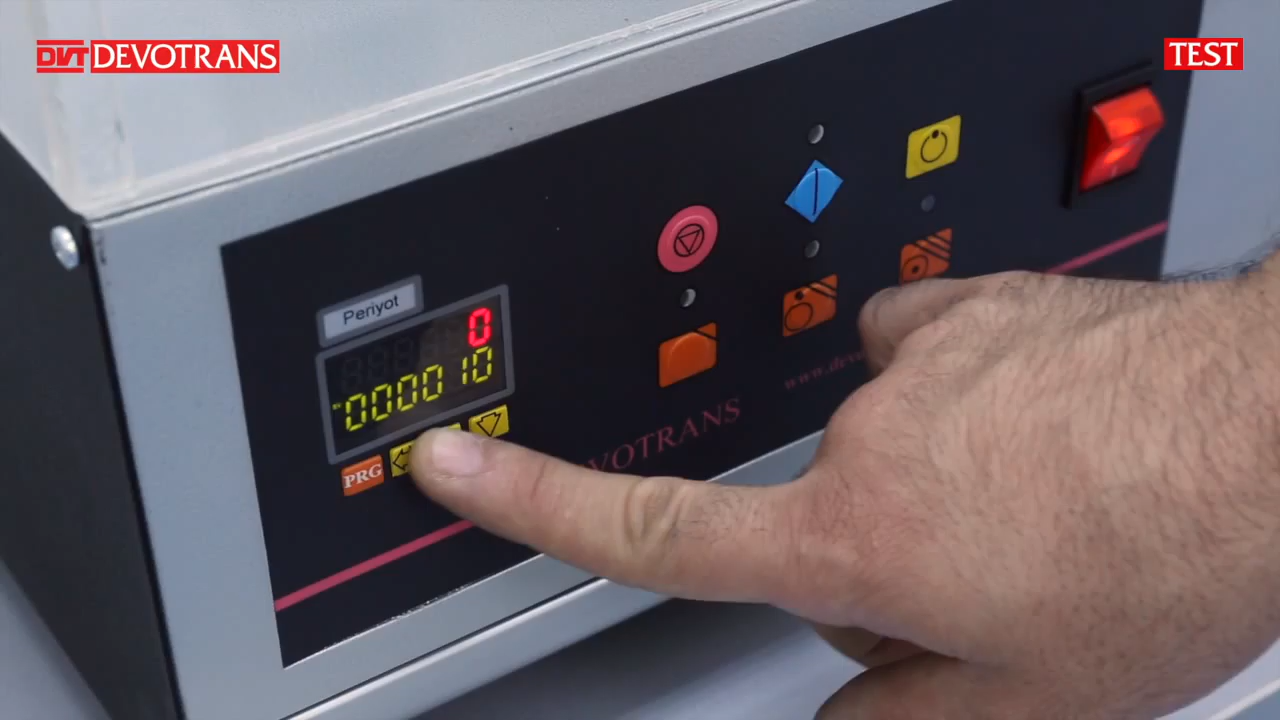 DVT DEVOTRANS
TEST
Periyot
0
000010
PRG
DEVOTRANS